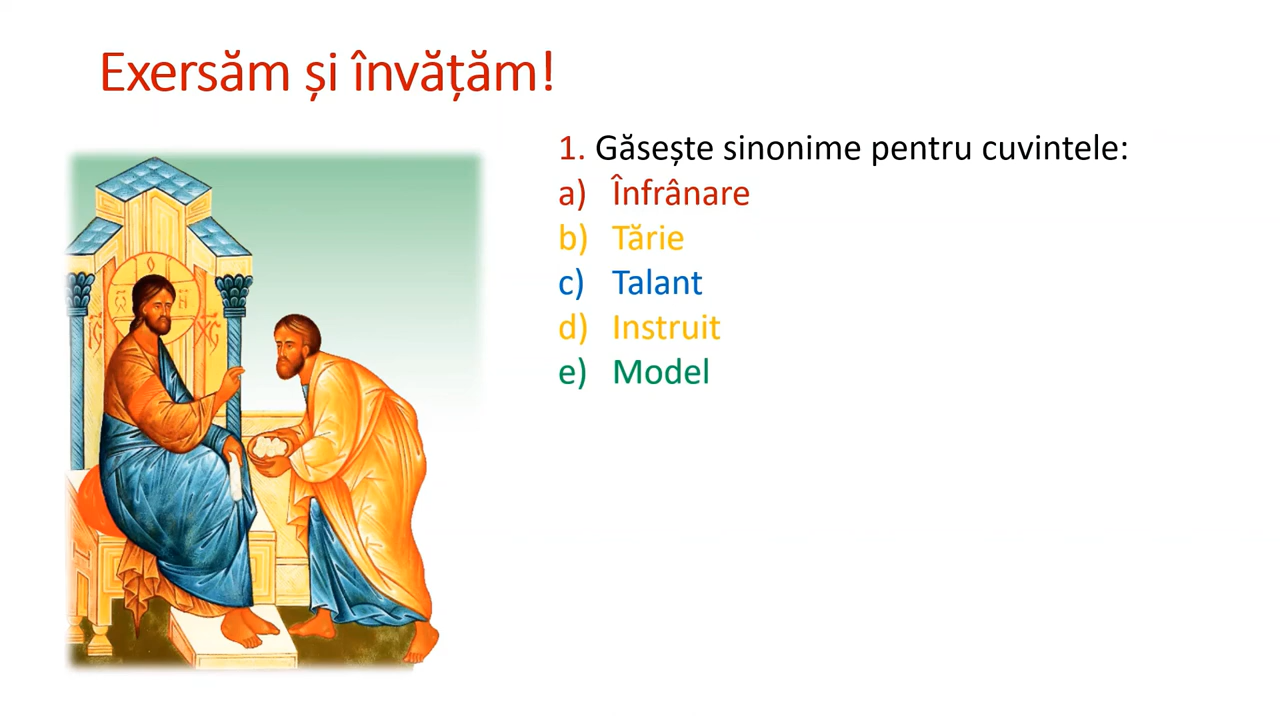 Exersăm și învățăm!
1. Găsește sinonime pentru cuvintele:
a) Înfrânare
b) Tărie
c) Talant
d) Instruit
e) Model